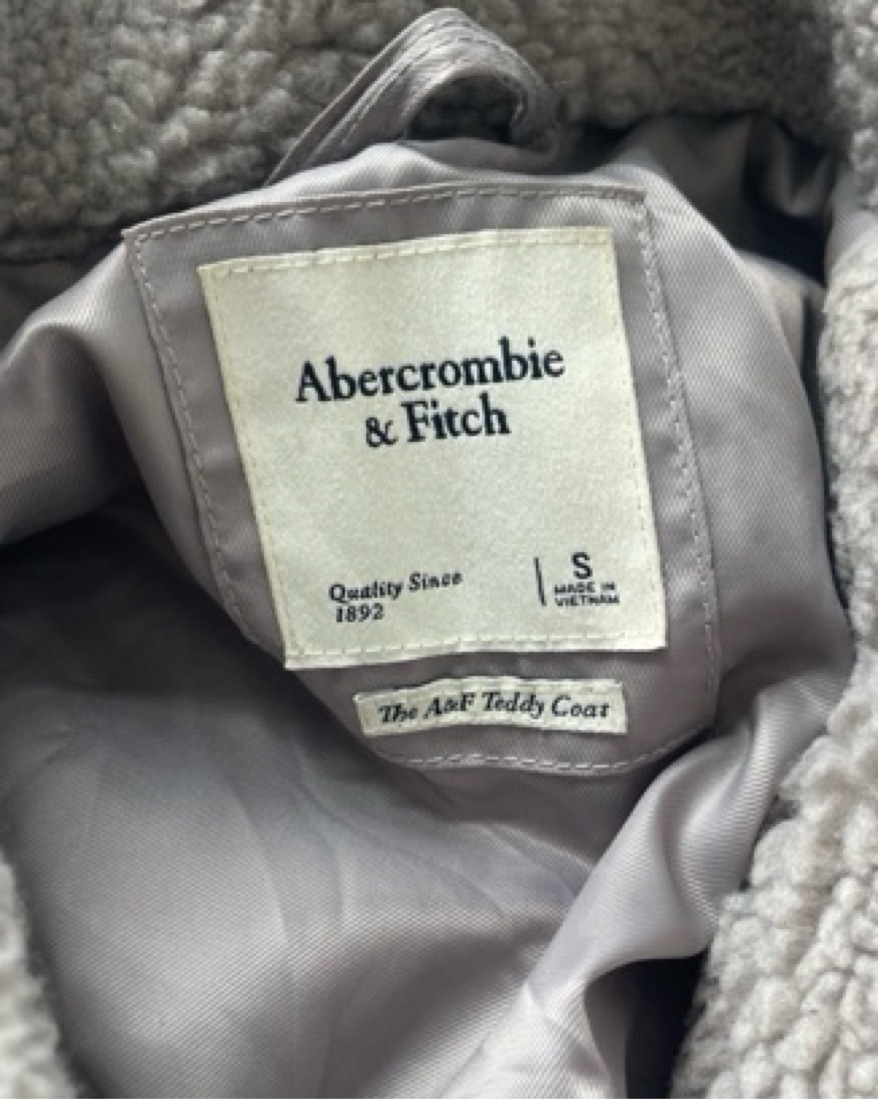 Abercrombie
& Fitch
Quality Since
1892
S
MADE IN
VIETNAM
The A&F Teddy Coat